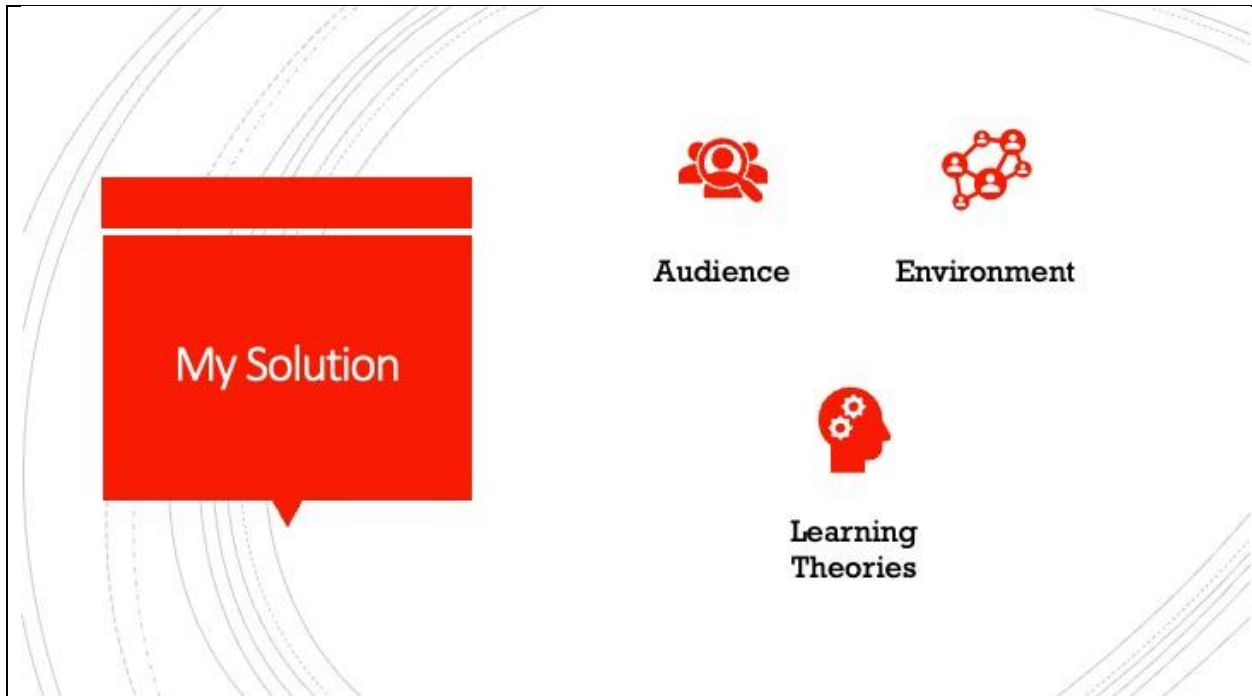 My Solution
Audience
Environment
Learning
Theories